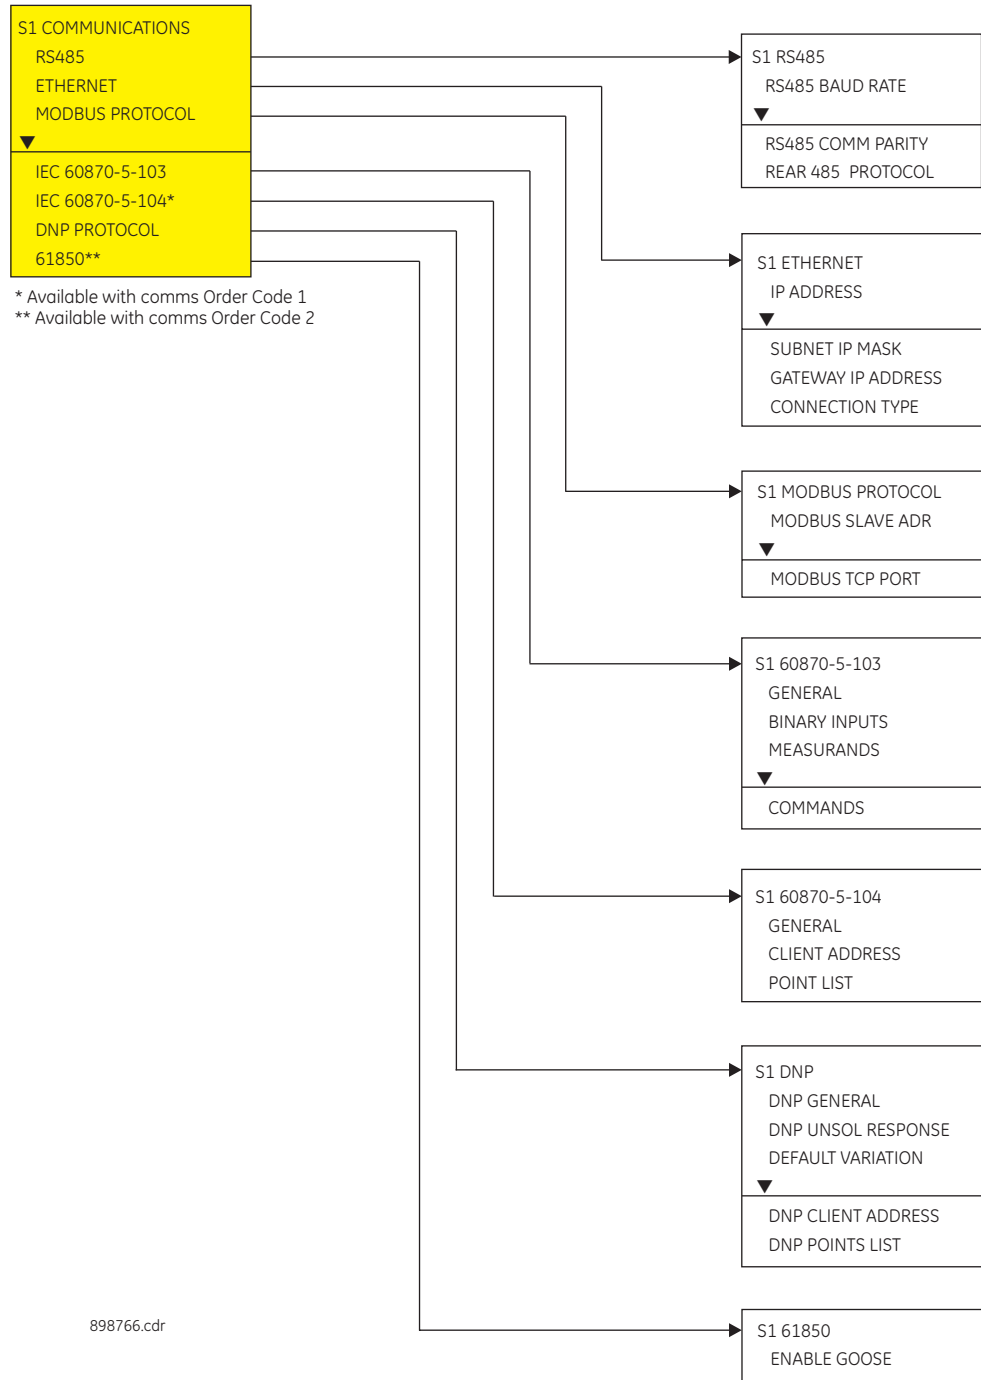 S1 COMMUNICATIONS
RS485
ETHERNET
MODBUS PROTOCOL
IEC 60870-5-103
IEC 60870-5-104*
DNP PROTOCOL
61850**
* Available with comms Order Code 1
** Available with comms Order Code 2
S1 RS485
RS485 BAUD RATE
RS485 COMM PARITY
REAR 485 PROTOCOL
S1 ETHERNET
IP ADDRESS
SUBNET IP MASK
GATEWAY IP ADDRESS
CONNECTION TYPE
S1 MODBUS PROTOCOL
MODBUS SLAVE ADR
MODBUS TCP PORT
S1 60870-5-103
GENERAL
BINARY INPUTS
MEASURANDS
COMMANDS
S1 60870-5-104
GENERAL
CLIENT ADDRESS
POINT LIST
S1 DNP
DNP GENERAL
DNP UNSOL RESPONSE
DEFAULT VARIATION
DNP CLIENT ADDRESS
DNP POINTS LIST
S1 61850
ENABLE GOOSE
898766.cdr